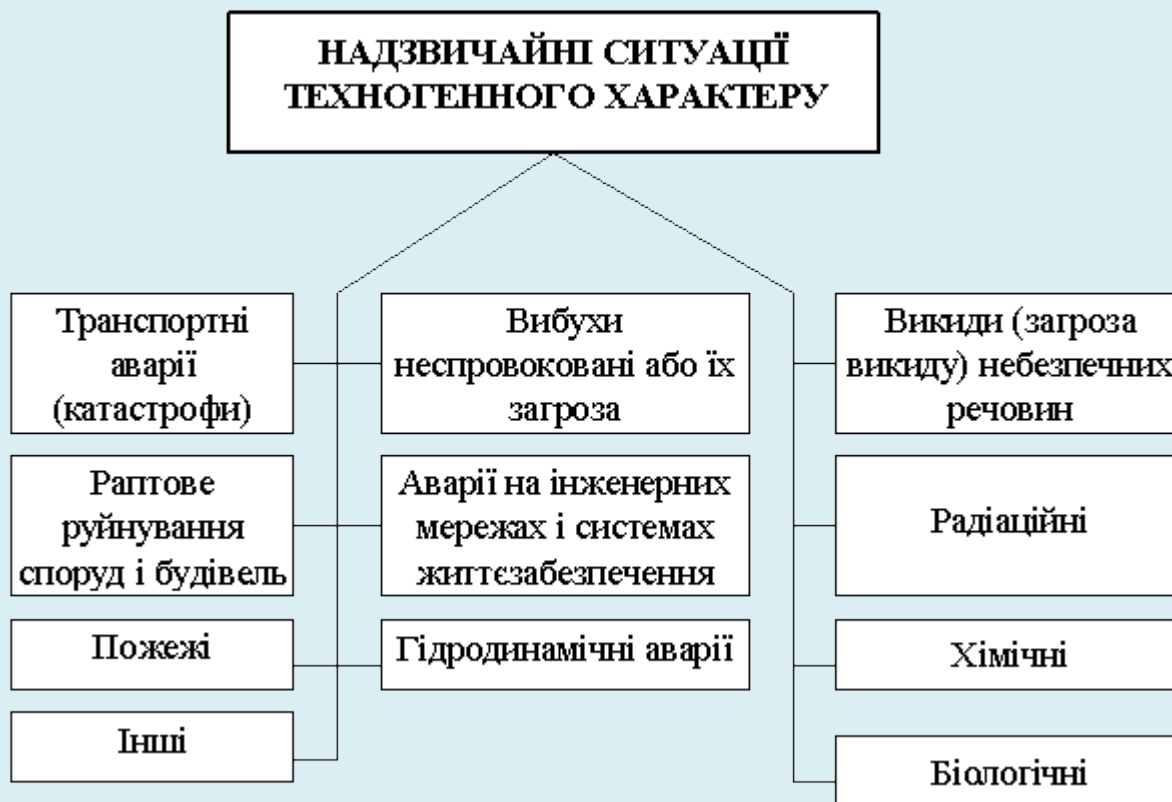 НАДЗВИЧАЙНІ СИТУАЦІЇ
ТЕХНОГЕННОГО ХАРАКТЕРУ
Транспортні
аварії
(катастрофи)
Вибухи
неспровоковані або їх
загроза
Викиди (загроза
викиду) небезпечних
речовин
Раптове
руйнування
споруд і будівель
Аварії на інженерних
мережах і системах
життєзабезпечення
Радіаційні
Пожежі
Гідродинамічні аварії
Хімічні
Інші
Біологічні